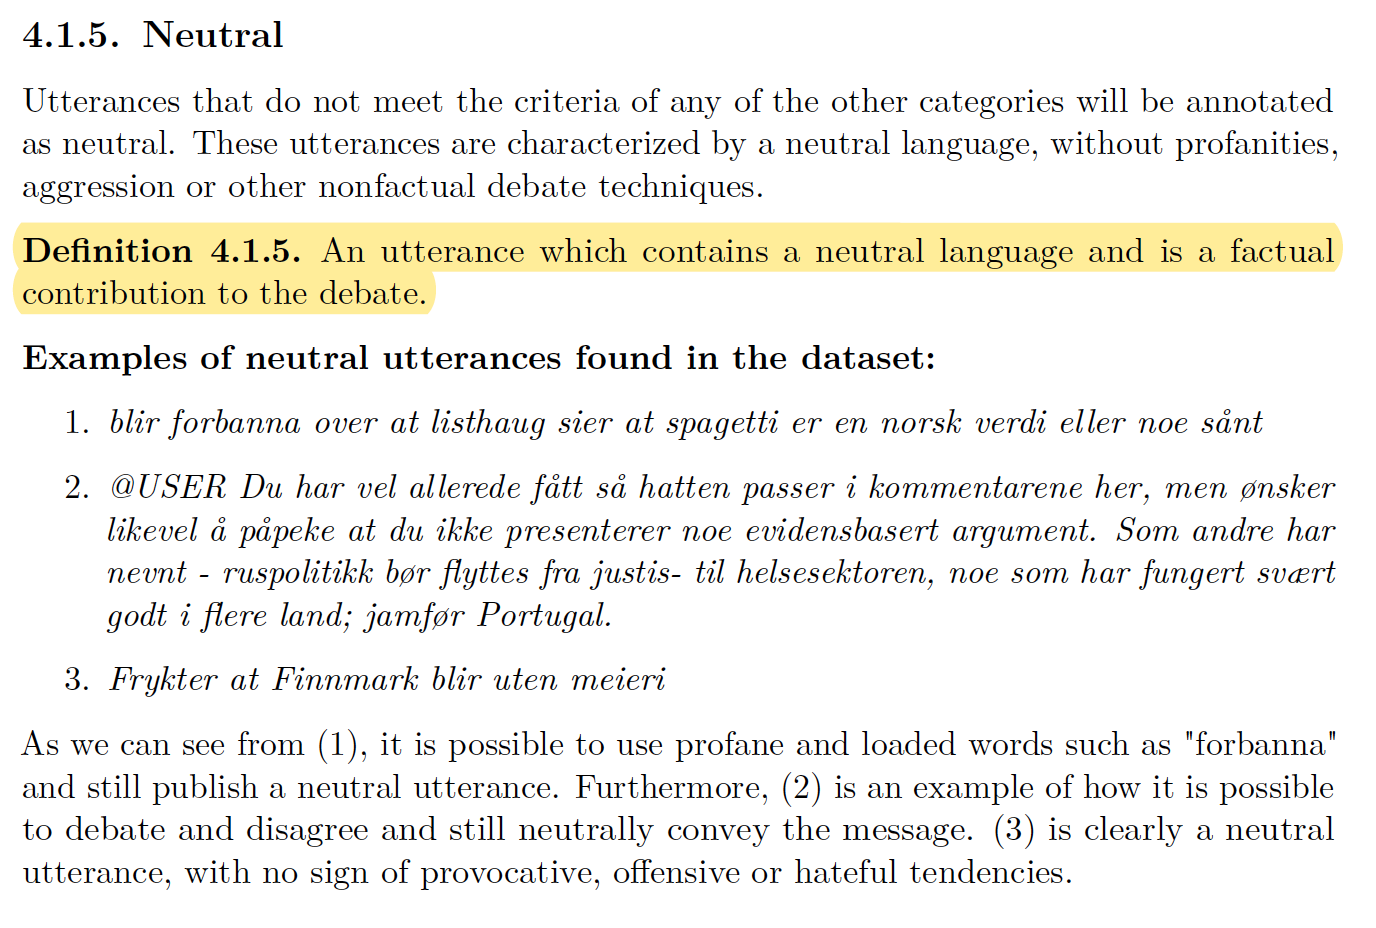 4.1.5. Neutral
Utterances that do not meet the criteria of any of the other categories will be annotated
as neutral. These utterances are characterized by a neutral language, without profanities,
aggression or other nonfactual debate techniques.
Definition 4.1.5. An utterance which contains a neutral language and is a factual
contribution to the debate.
Examples of neutral utterances found in the dataset:
1. blir forbanna over at listhaug sier at spagetti er en norsk verdi eller noe sånt
2. @USER Du har vel allerede fått så hatten passer i kommentarene her, men ønsker
likevel å påpeke at du ikke presenterer noe evidensbasert argument. Som andre har
nevnt - ruspolitikk bør flyttes fra justis- til helsesektoren, noe som har fungert svært
godt i flere land; jamfør Portugal.
3. Frykter at Finnmark blir uten meieri
As we can see from (1), it is possible to use profane and loaded words such as "forbanna"
and still publish a neutral utterance. Furthermore, (2) is an example of how it is possible
to debate and disagree and still neutrally convey the message. (3) is clearly a neutral
utterance, with no sign of provocative, offensive or hateful tendencies.